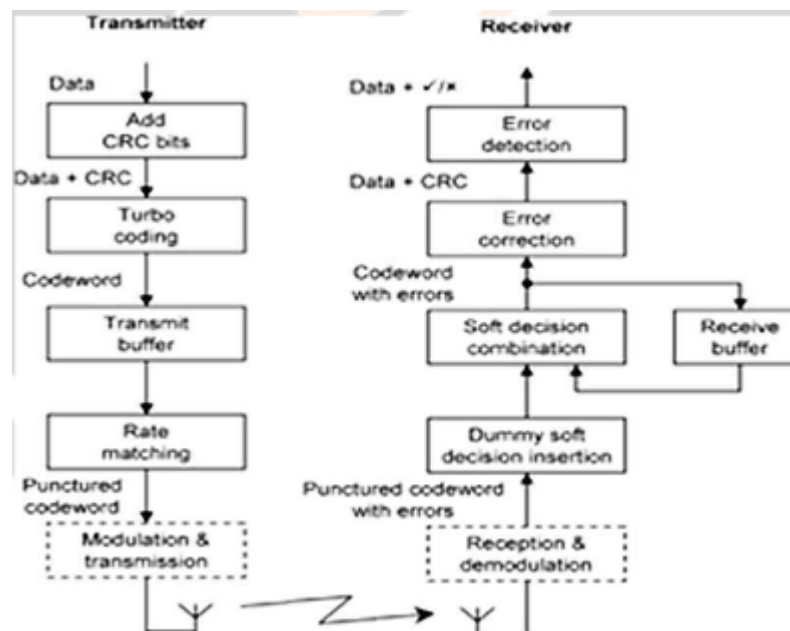 Transmitter
Data
Add
CRC bits
Data + CRC
Turbo
coding
Codeword
Transmit
buffer
Rate
matching
Punctured
codeword
Modulation &
transmission
Receiver
Data + ✓/×
Error
detection
Data + CRC
Error
correction
Codeword
with errors
Soft decision
combination
Receive
buffer
Dummy soft
decision insertion
Punctured codeword
with errors
Reception &
demodulation